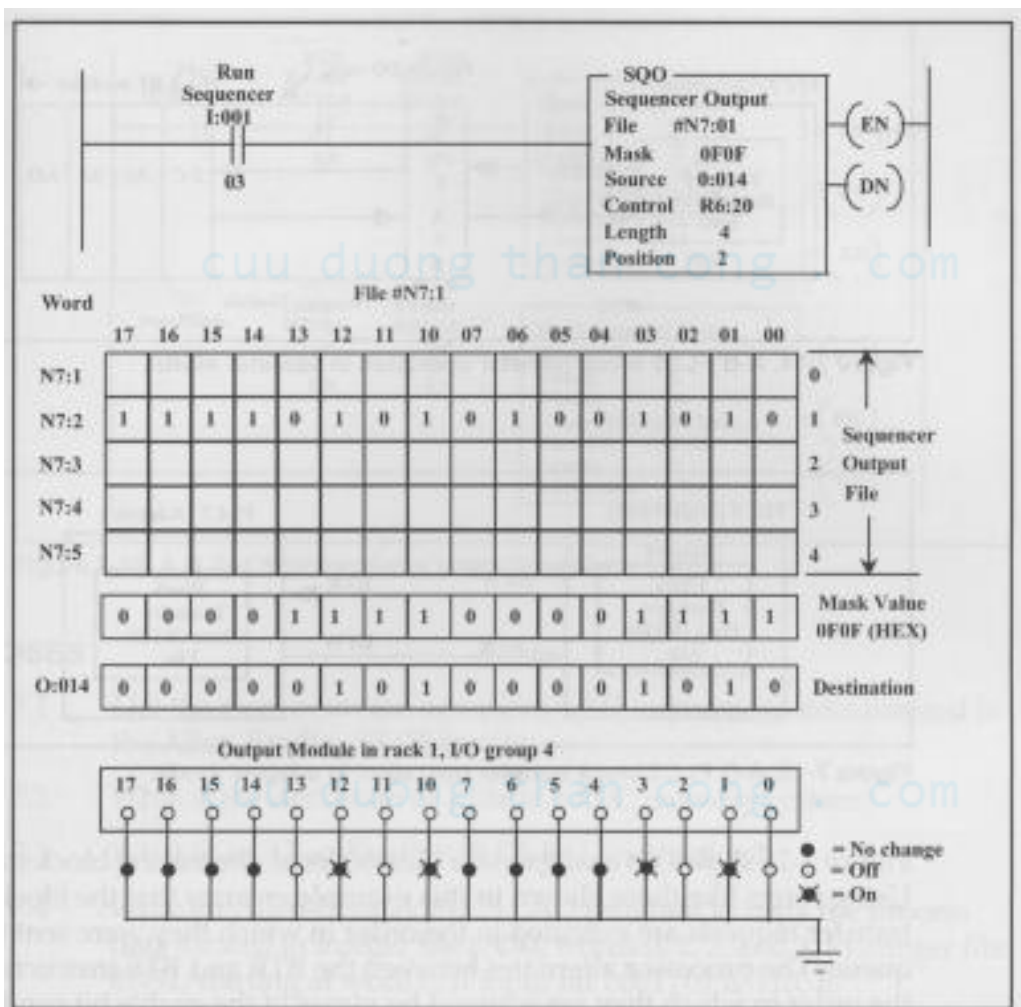 Run
Sequencer
I:001
03
SQO
Sequencer Output
File #N7:01
Mask 0F0F
Source 0:014
Control R6:20
Length 4
Position 2
EN
DN
cuu duong than cong . com
Word
File #N7:1
17 16 15 14 13 12 11 10 07 06 05 04 03 02 01 00
N7:1 0
N7:2 1 1 1 1 0 1 0 1 0 1 0 0 1 0 1 0 1
N7:3 2
N7:4 3
N7:5 4
Sequencer
Output
File
0 0 0 0 1 1 1 1 0 0 0 0 1 1 1 1
Mask Value
0F0F (HEX)
O:014 0 0 0 0 0 1 0 1 0 0 0 0 1 0 1 0 Destination
Output Module in rack 1, I/O group 4
17 16 15 14 13 12 11 10 7 6 5 4 3 2 1 0
cuu duong than cong . com
= No change
= Off
= On